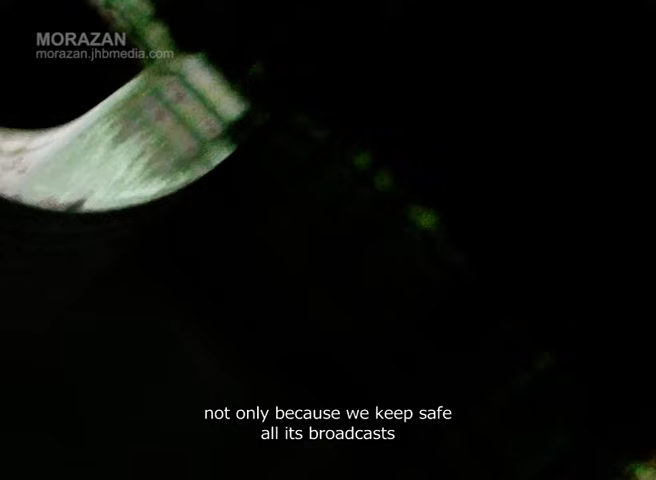 MORAZAN
morazan.jhbmedia.com
not only because we keep safe
all its broadcasts